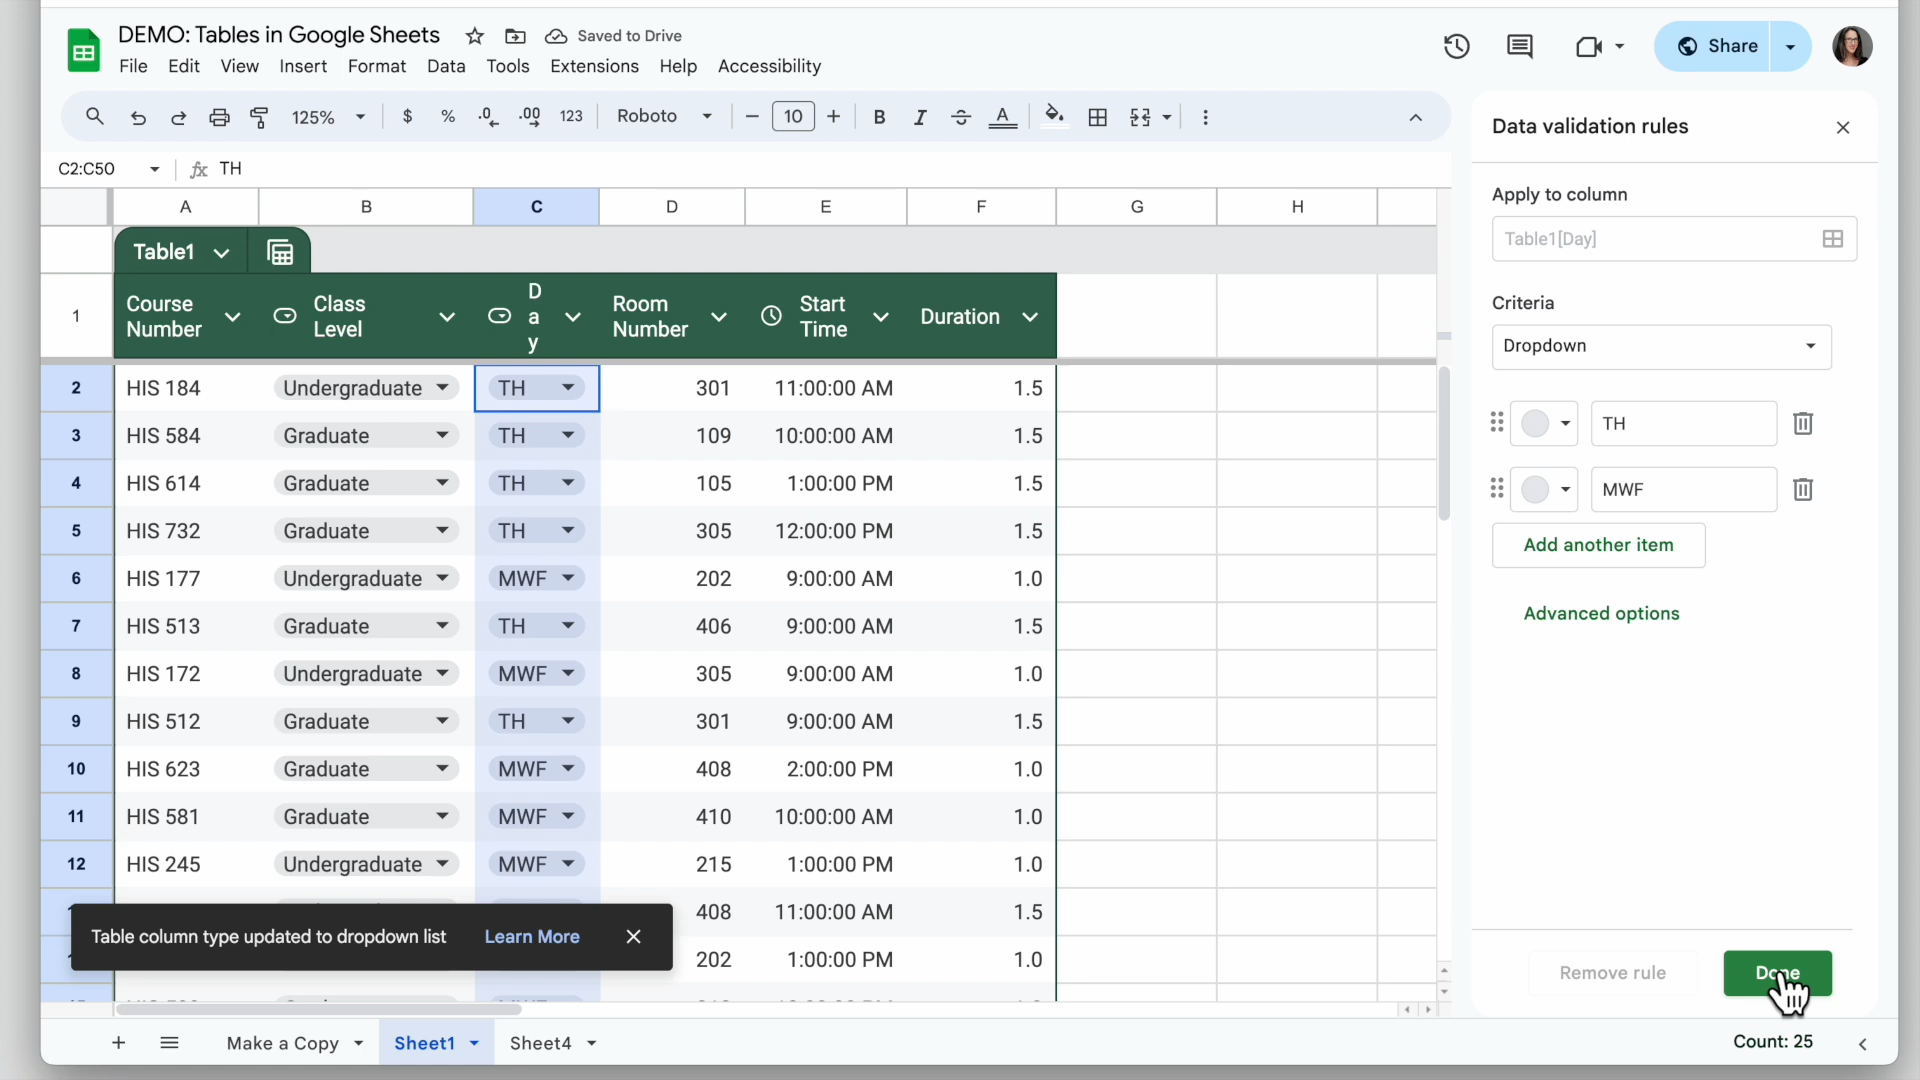 DEMO: Tables in Google Sheets Saved to Drive
File Edit View Insert Format Data Tools Extensions Help Accessibility
Share
125% $ % .0 .00 123 Roboto 10 B I S A
C2:C50 fx TH
A B C D E F G H
Table1
1 Course Number Class Level Day Room Number Start Time Duration
2 HIS 184 Undergraduate TH 301 11:00:00 AM 1.5
3 HIS 584 Graduate TH 109 10:00:00 AM 1.5
4 HIS 614 Graduate TH 105 1:00:00 PM 1.5
5 HIS 732 Graduate TH 305 12:00:00 PM 1.5
6 HIS 177 Undergraduate MWF 202 9:00:00 AM 1.0
7 HIS 513 Graduate TH 406 9:00:00 AM 1.5
8 HIS 172 Undergraduate MWF 305 9:00:00 AM 1.0
9 HIS 512 Graduate TH 301 9:00:00 AM 1.5
10 HIS 623 Graduate MWF 408 2:00:00 PM 1.0
11 HIS 581 Graduate MWF 410 10:00:00 AM 1.0
12 HIS 245 Undergraduate MWF 215 1:00:00 PM 1.0
408 11:00:00 AM 1.5
202 1:00:00 PM 1.0
Table column type updated to dropdown list Learn More
Make a Copy Sheet1 Sheet4
Data validation rules
Apply to column
Table1[Day]
Criteria
Dropdown
TH
MWF
Add another item
Advanced options
Remove rule Done
Count: 25